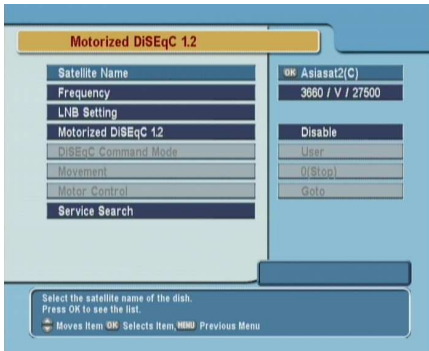 Motorized DiSEqC 1.2
Satellite Name OK Asiasat2(C)
Frequency 3660 / V / 27500
LNB Setting
Motorized DiSEqC 1.2 Disable
DiSEqC Command Mode User
Movement 0(Stop)
Motor Control Goto
Service Search
Select the satellite name of the dish.
Press OK to see the list.
Moves Item OK Selects Item, MENU Previous Menu